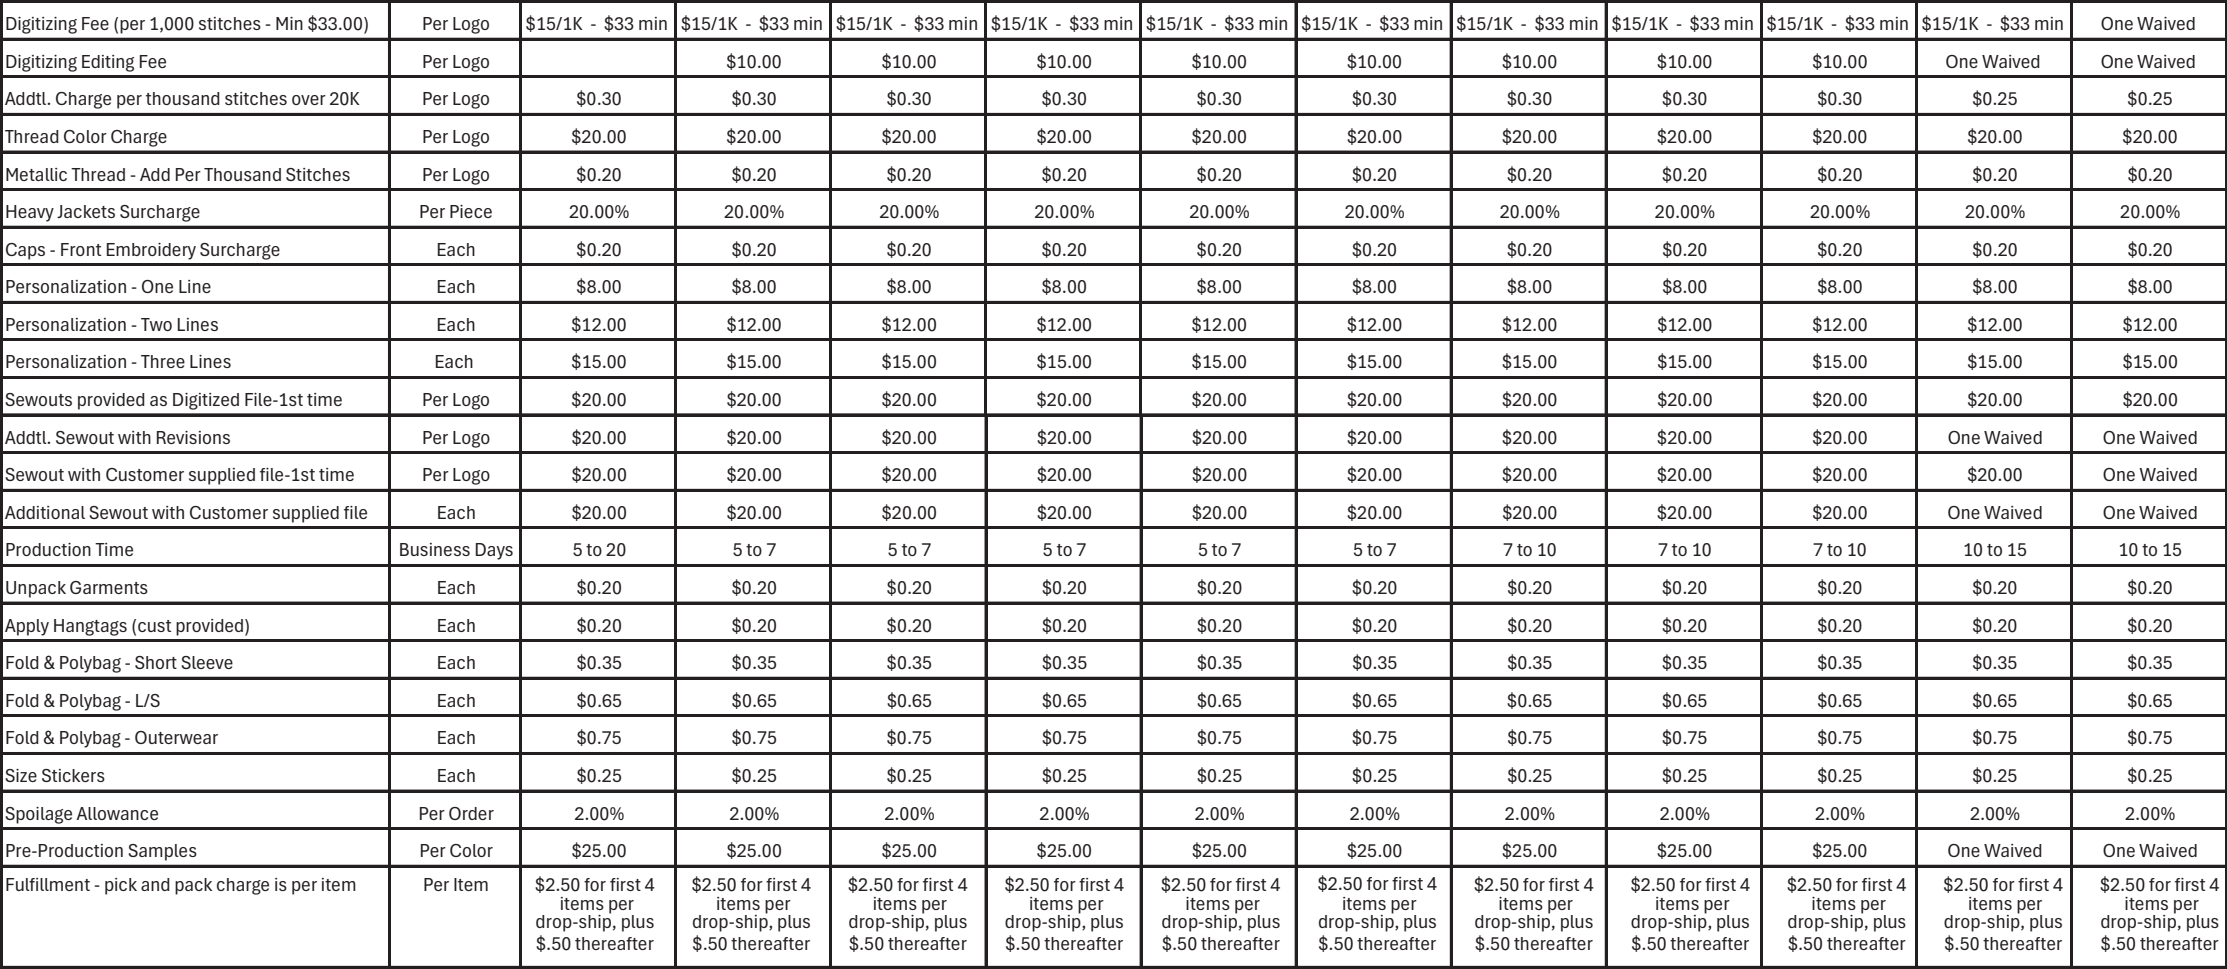 Digitizing Fee (per 1,000 stitches - Min $33.00) Per Logo $15/1K - $33 min $15/1K - $33 min $15/1K - $33 min $15/1K - $33 min $15/1K - $33 min $15/1K - $33 min $15/1K - $33 min $15/1K - $33 min $15/1K - $33 min $15/1K - $33 min One Waived
Digitizing Editing Fee Per Logo $10.00 $10.00 $10.00 $10.00 $10.00 $10.00 $10.00 $10.00 One Waived One Waived
Addtl. Charge per thousand stitches over 20K Per Logo $0.30 $0.30 $0.30 $0.30 $0.30 $0.30 $0.30 $0.30 $0.30 $0.25 $0.25
Thread Color Charge Per Logo $20.00 $20.00 $20.00 $20.00 $20.00 $20.00 $20.00 $20.00 $20.00 $20.00 $20.00
Metallic Thread - Add Per Thousand Stitches Per Logo $0.20 $0.20 $0.20 $0.20 $0.20 $0.20 $0.20 $0.20 $0.20 $0.20 $0.20
Heavy Jackets Surcharge Per Piece 20.00% 20.00% 20.00% 20.00% 20.00% 20.00% 20.00% 20.00% 20.00% 20.00% 20.00%
Caps - Front Embroidery Surcharge Each $0.20 $0.20 $0.20 $0.20 $0.20 $0.20 $0.20 $0.20 $0.20 $0.20 $0.20
Personalization - One Line Each $8.00 $8.00 $8.00 $8.00 $8.00 $8.00 $8.00 $8.00 $8.00 $8.00 $8.00
Personalization - Two Lines Each $12.00 $12.00 $12.00 $12.00 $12.00 $12.00 $12.00 $12.00 $12.00 $12.00 $12.00
Personalization - Three Lines Each $15.00 $15.00 $15.00 $15.00 $15.00 $15.00 $15.00 $15.00 $15.00 $15.00 $15.00
Sewouts provided as Digitized File-1st time Per Logo $20.00 $20.00 $20.00 $20.00 $20.00 $20.00 $20.00 $20.00 $20.00 $20.00 $20.00
Addtl. Sewout with Revisions Per Logo $20.00 $20.00 $20.00 $20.00 $20.00 $20.00 $20.00 $20.00 $20.00 One Waived One Waived
Sewout with Customer supplied file-1st time Per Logo $20.00 $20.00 $20.00 $20.00 $20.00 $20.00 $20.00 $20.00 $20.00 $20.00 One Waived
Additional Sewout with Customer supplied file Each $20.00 $20.00 $20.00 $20.00 $20.00 $20.00 $20.00 $20.00 $20.00 One Waived One Waived
Production Time Business Days 5 to 20 5 to 7 5 to 7 5 to 7 5 to 7 5 to 7 7 to 10 7 to 10 7 to 10 10 to 15 10 to 15
Unpack Garments Each $0.20 $0.20 $0.20 $0.20 $0.20 $0.20 $0.20 $0.20 $0.20 $0.20 $0.20
Apply Hangtags (cust provided) Each $0.20 $0.20 $0.20 $0.20 $0.20 $0.20 $0.20 $0.20 $0.20 $0.20 $0.20
Fold & Polybag - Short Sleeve Each $0.35 $0.35 $0.35 $0.35 $0.35 $0.35 $0.35 $0.35 $0.35 $0.35 $0.35
Fold & Polybag - L/S Each $0.65 $0.65 $0.65 $0.65 $0.65 $0.65 $0.65 $0.65 $0.65 $0.65 $0.65
Fold & Polybag - Outerwear Each $0.75 $0.75 $0.75 $0.75 $0.75 $0.75 $0.75 $0.75 $0.75 $0.75 $0.75
Size Stickers Each $0.25 $0.25 $0.25 $0.25 $0.25 $0.25 $0.25 $0.25 $0.25 $0.25 $0.25
Spoilage Allowance Per Order 2.00% 2.00% 2.00% 2.00% 2.00% 2.00% 2.00% 2.00% 2.00% 2.00% 2.00%
Pre-Production Samples Per Color $25.00 $25.00 $25.00 $25.00 $25.00 $25.00 $25.00 $25.00 $25.00 One Waived One Waived
Fulfillment - pick and pack charge is per item Per Item $2.50 for first 4 $2.50 for first 4 $2.50 for first 4 $2.50 for first 4 $2.50 for first 4 $2.50 for first 4 $2.50 for first 4 $2.50 for first 4 $2.50 for first 4 $2.50 for first 4 $2.50 for first 4
items per items per items per items per items per items per items per items per items per items per items per
drop-ship, plus drop-ship, plus drop-ship, plus drop-ship, plus drop-ship, plus drop-ship, plus drop-ship, plus drop-ship, plus drop-ship, plus drop-ship, plus drop-ship, plus
$.50 thereafter $.50 thereafter $.50 thereafter $.50 thereafter $.50 thereafter $.50 thereafter $.50 thereafter $.50 thereafter $.50 thereafter $.50 thereafter $.50 thereafter